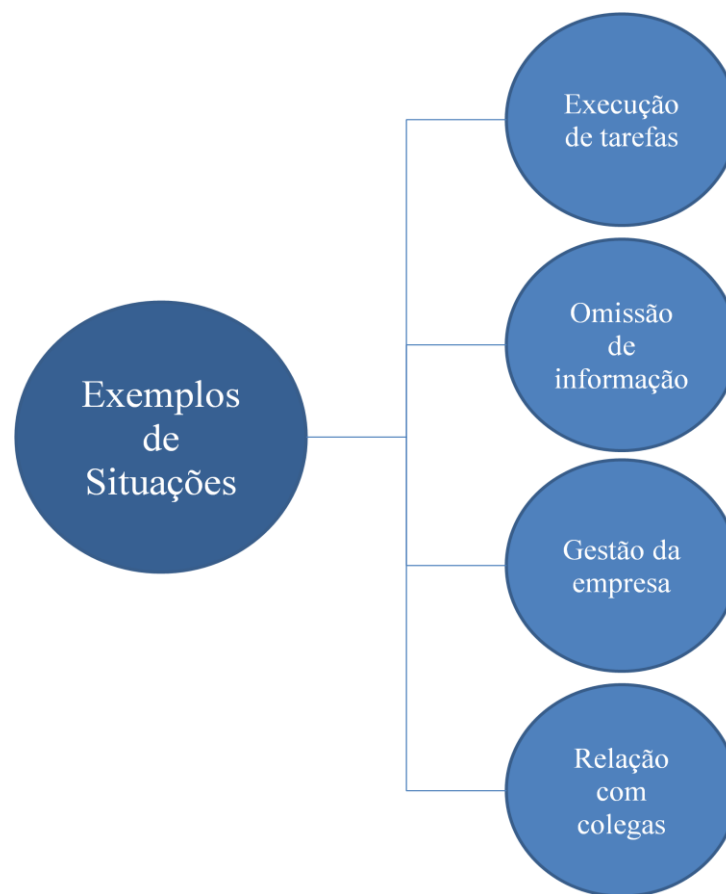 Exemplos
de
Situações
Execução
de tarefas
Omissão
de
informação
Gestão da
empresa
Relação
com
colegas